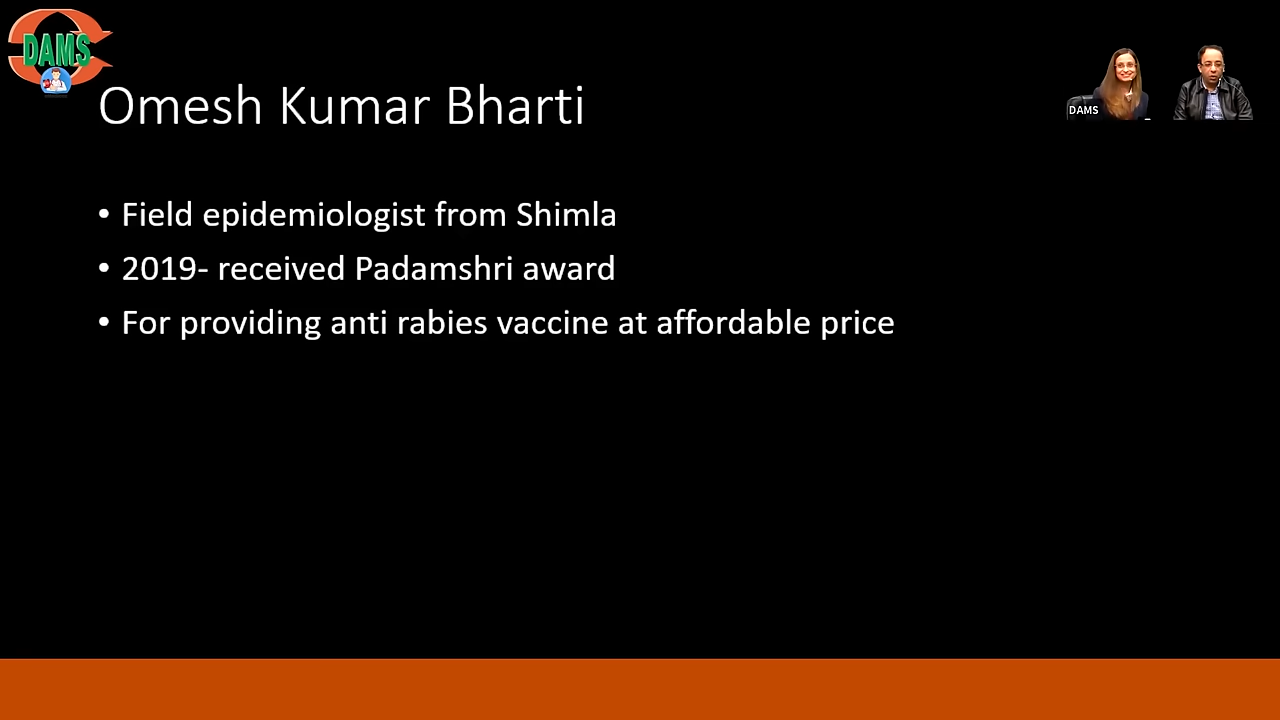 DAMS
Omesh Kumar Bharti
DAMS
• Field epidemiologist from Shimla
• 2019- received Padamshri award
• For providing anti rabies vaccine at affordable price